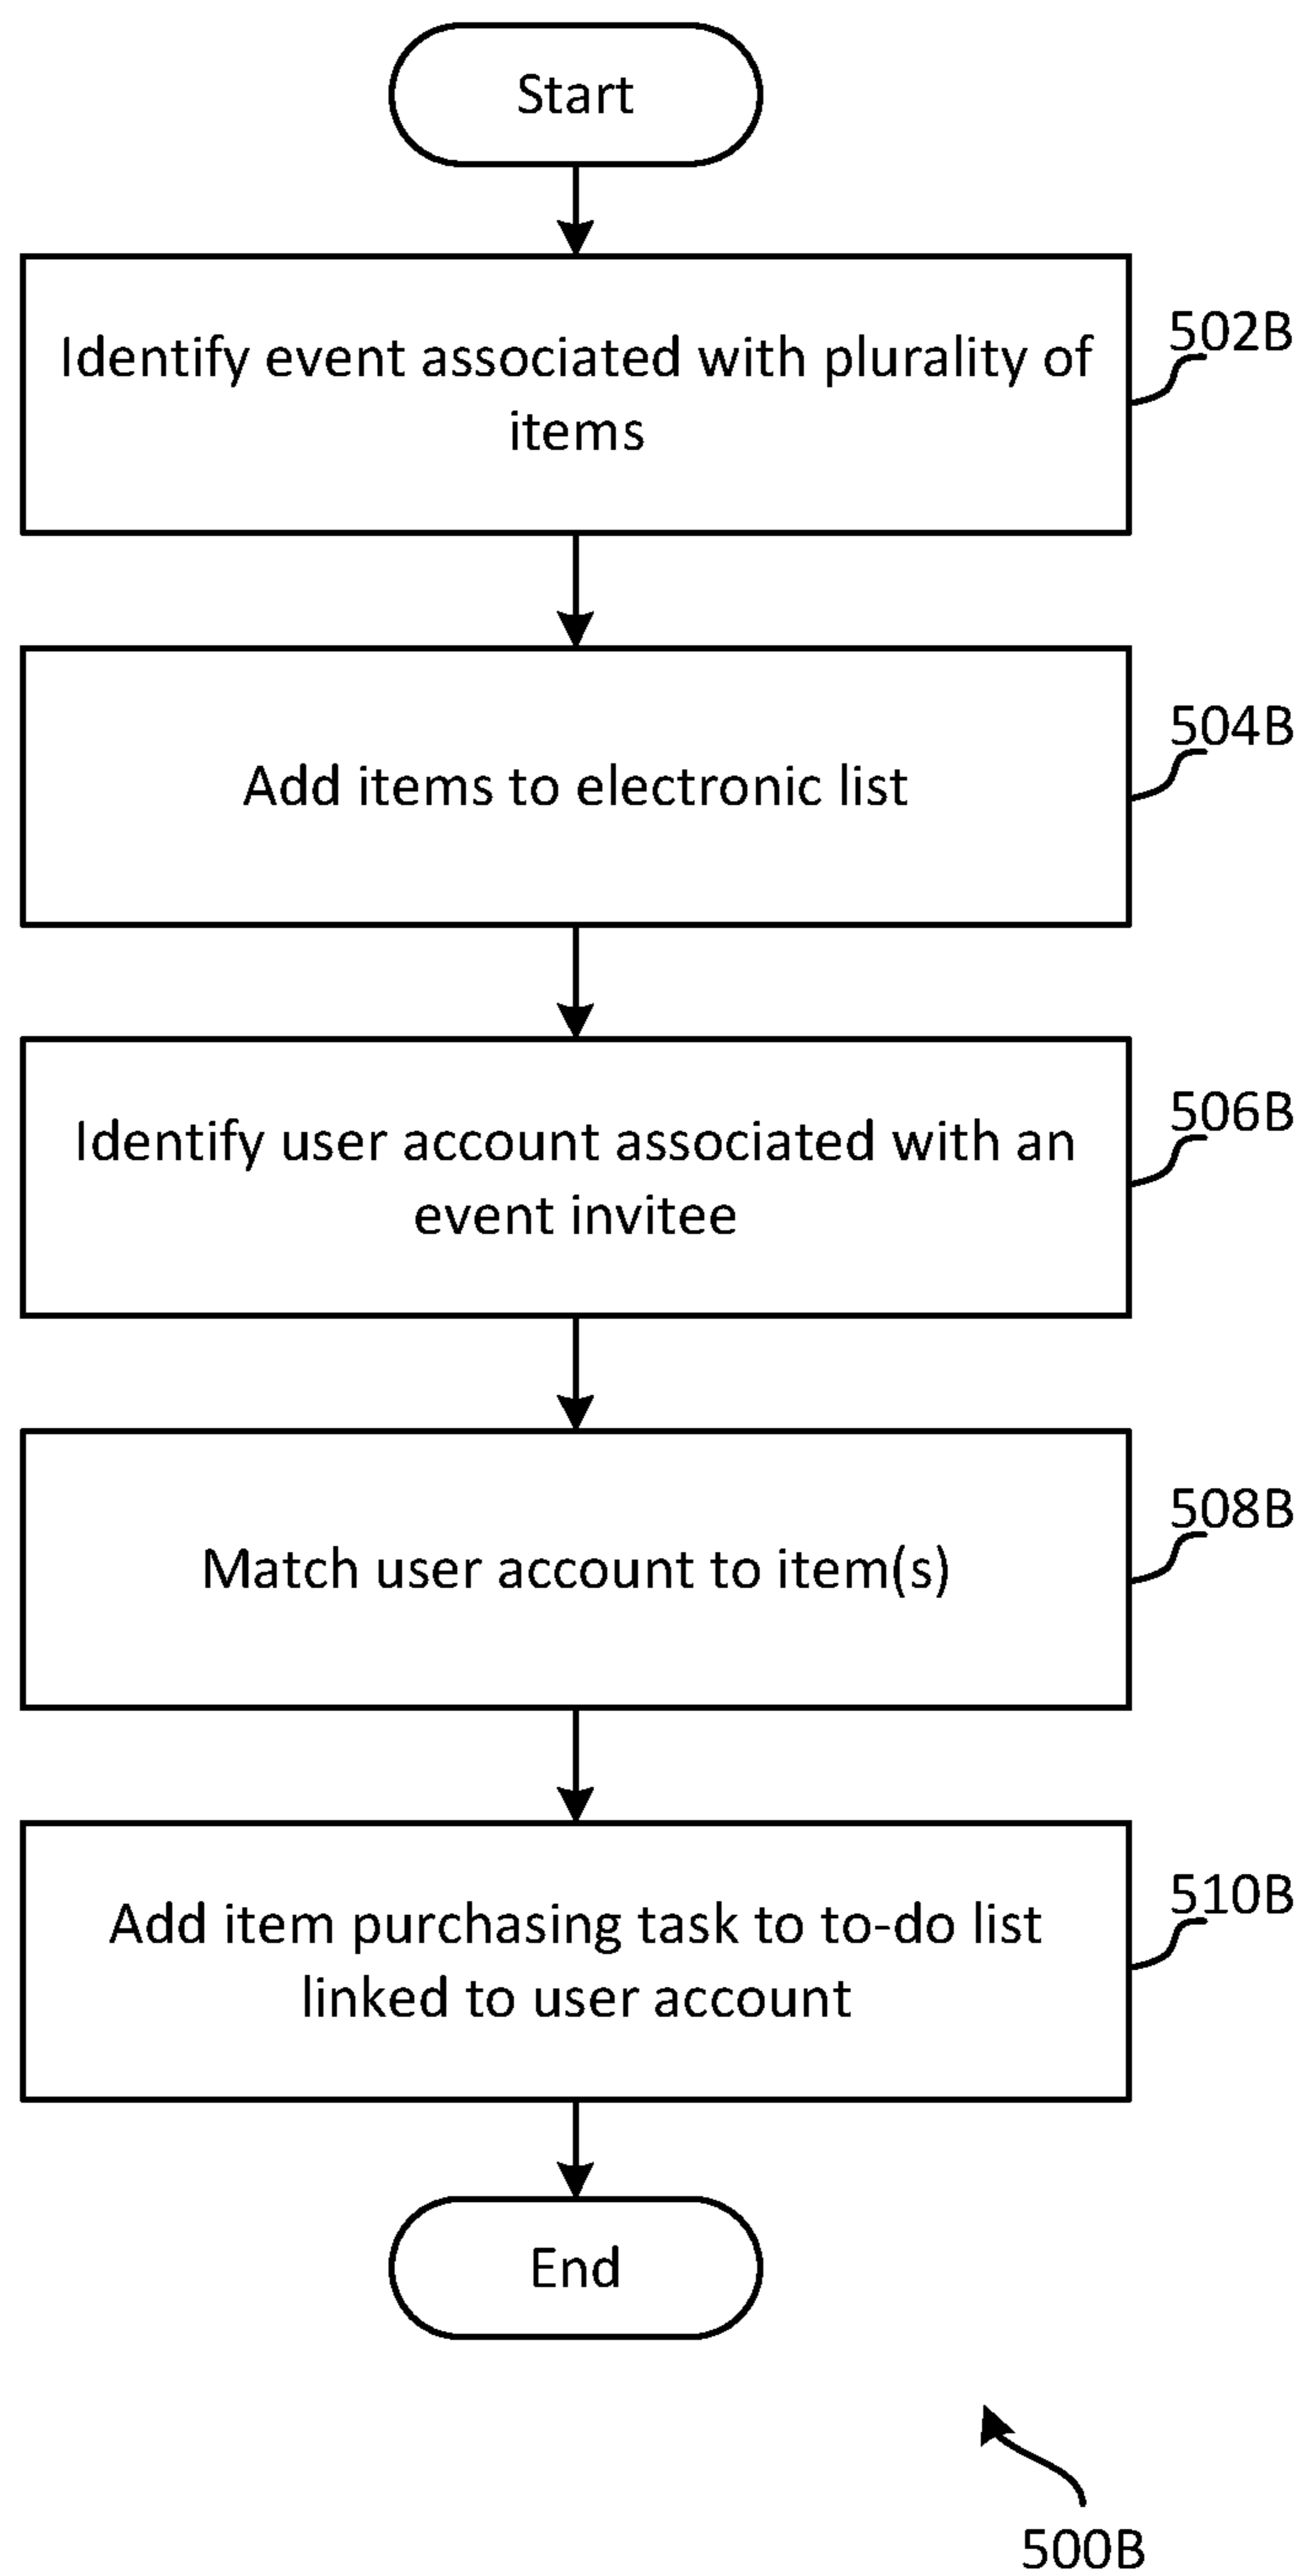 Start
Identify event associated with plurality of
items
502B
Add items to electronic list
504B
Identify user account associated with an
event invitee
506B
Match user account to item(s)
508B
Add item purchasing task to to-do list
linked to user account
510B
End
500B